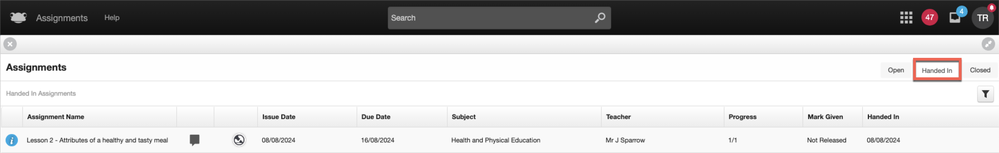 Assignments Help Search 47 4 TR
Assignments Open Handed In Closed
Handed In Assignments
Assignment Name Issue Date Due Date Subject Teacher Progress Mark Given Handed In
i Lesson 2 - Attributes of a healthy and tasty meal 08/08/2024 16/08/2024 Health and Physical Education Mr J Sparrow 1/1 Not Released 08/08/2024